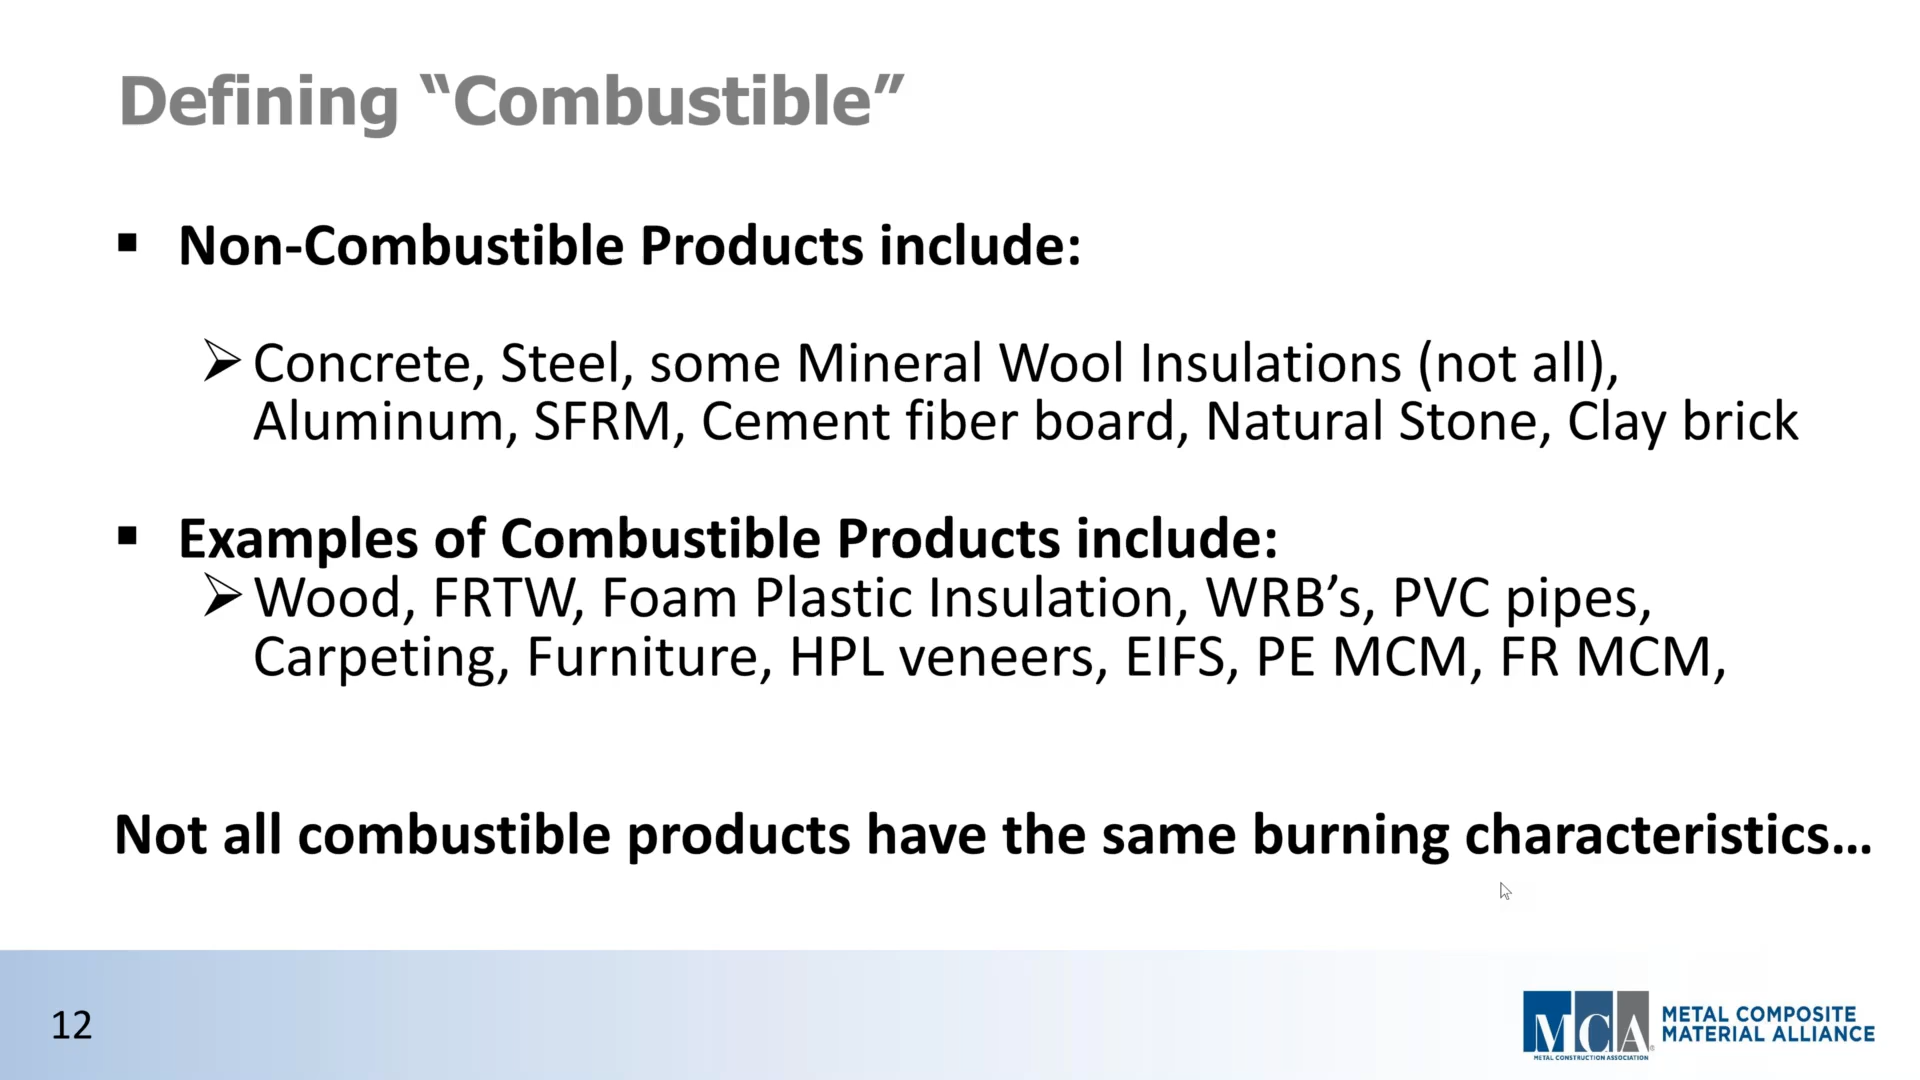 Defining “Combustible”
▪ Non-Combustible Products include:
➢ Concrete, Steel, some Mineral Wool Insulations (not all),
Aluminum, SFRM, Cement fiber board, Natural Stone, Clay brick
▪ Examples of Combustible Products include:
➢ Wood, FRTW, Foam Plastic Insulation, WRB’s, PVC pipes,
Carpeting, Furniture, HPL veneers, EIFS, PE MCM, FR MCM,
Not all combustible products have the same burning characteristics…
12
MCA
METAL CONSTRUCTION ASSOCIATION
METAL COMPOSITE
MATERIAL ALLIANCE